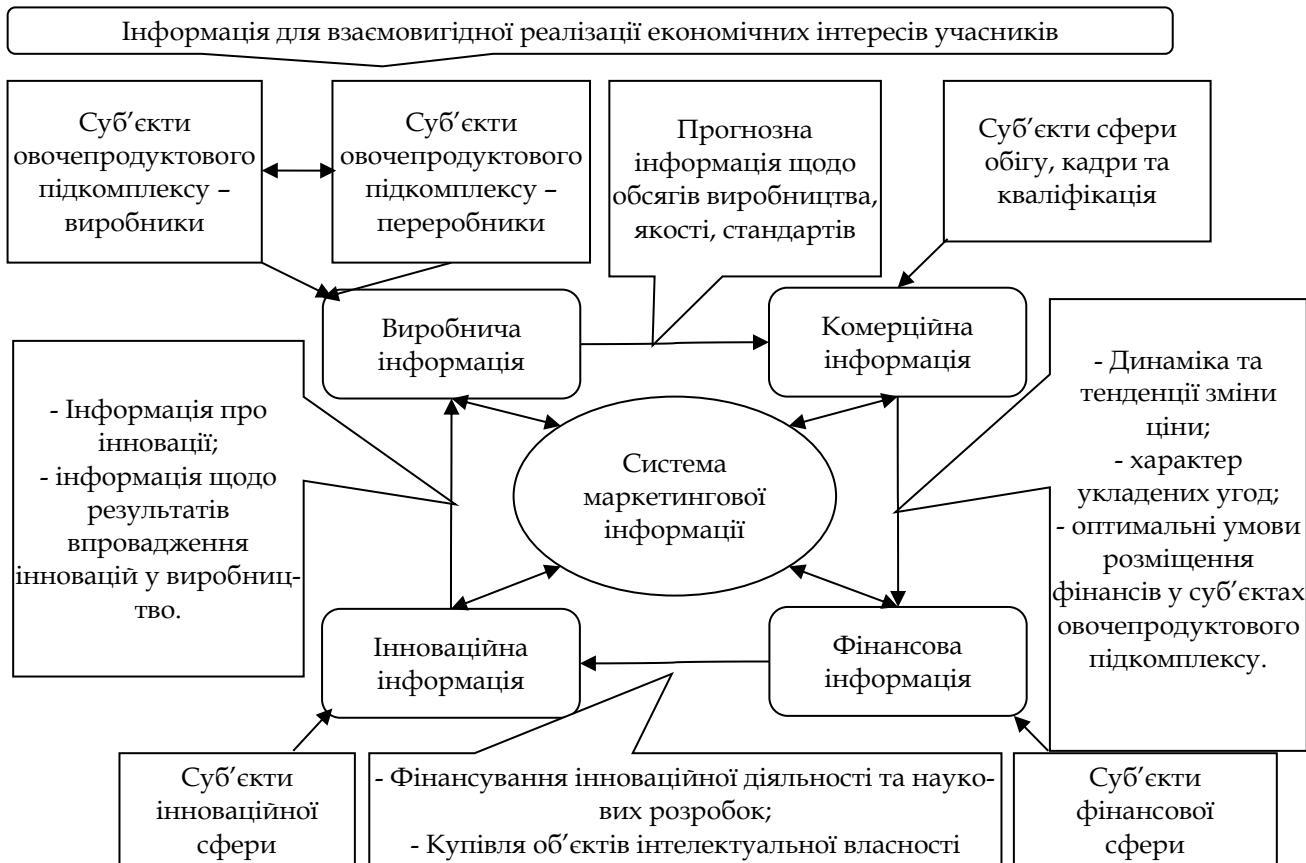 Інформація для взаємовигідної реалізації економічних інтересів учасників
Суб’єкти
овочепродуктового
підкомплексу –
виробники
Суб’єкти
овочепродуктового
підкомплексу –
переробники
Прогнозна
інформація щодо
обсягів виробництва,
якості, стандартів
Суб’єкти сфери
обігу, кадри та
кваліфікація
Виробнича
інформація
Комерційна
інформація
- Інформація про
інновації;
- інформація щодо
результатів
впровадження
інновацій у виробниц-
тво.
Система
маркетингової
інформації
- Динаміка та
тенденції зміни
ціни;
- характер
укладених угод;
- оптимальні умови
розміщення
фінансів у суб’єктах
овочепродуктового
підкомплексу.
Інноваційна
інформація
Фінансова
інформація
Суб’єкти
інноваційної
сфери
- Фінансування інноваційної діяльності та науко-
вих розробок;
- Купівля об’єктів інтелектуальної власності
Суб’єкти
фінансової
сфери